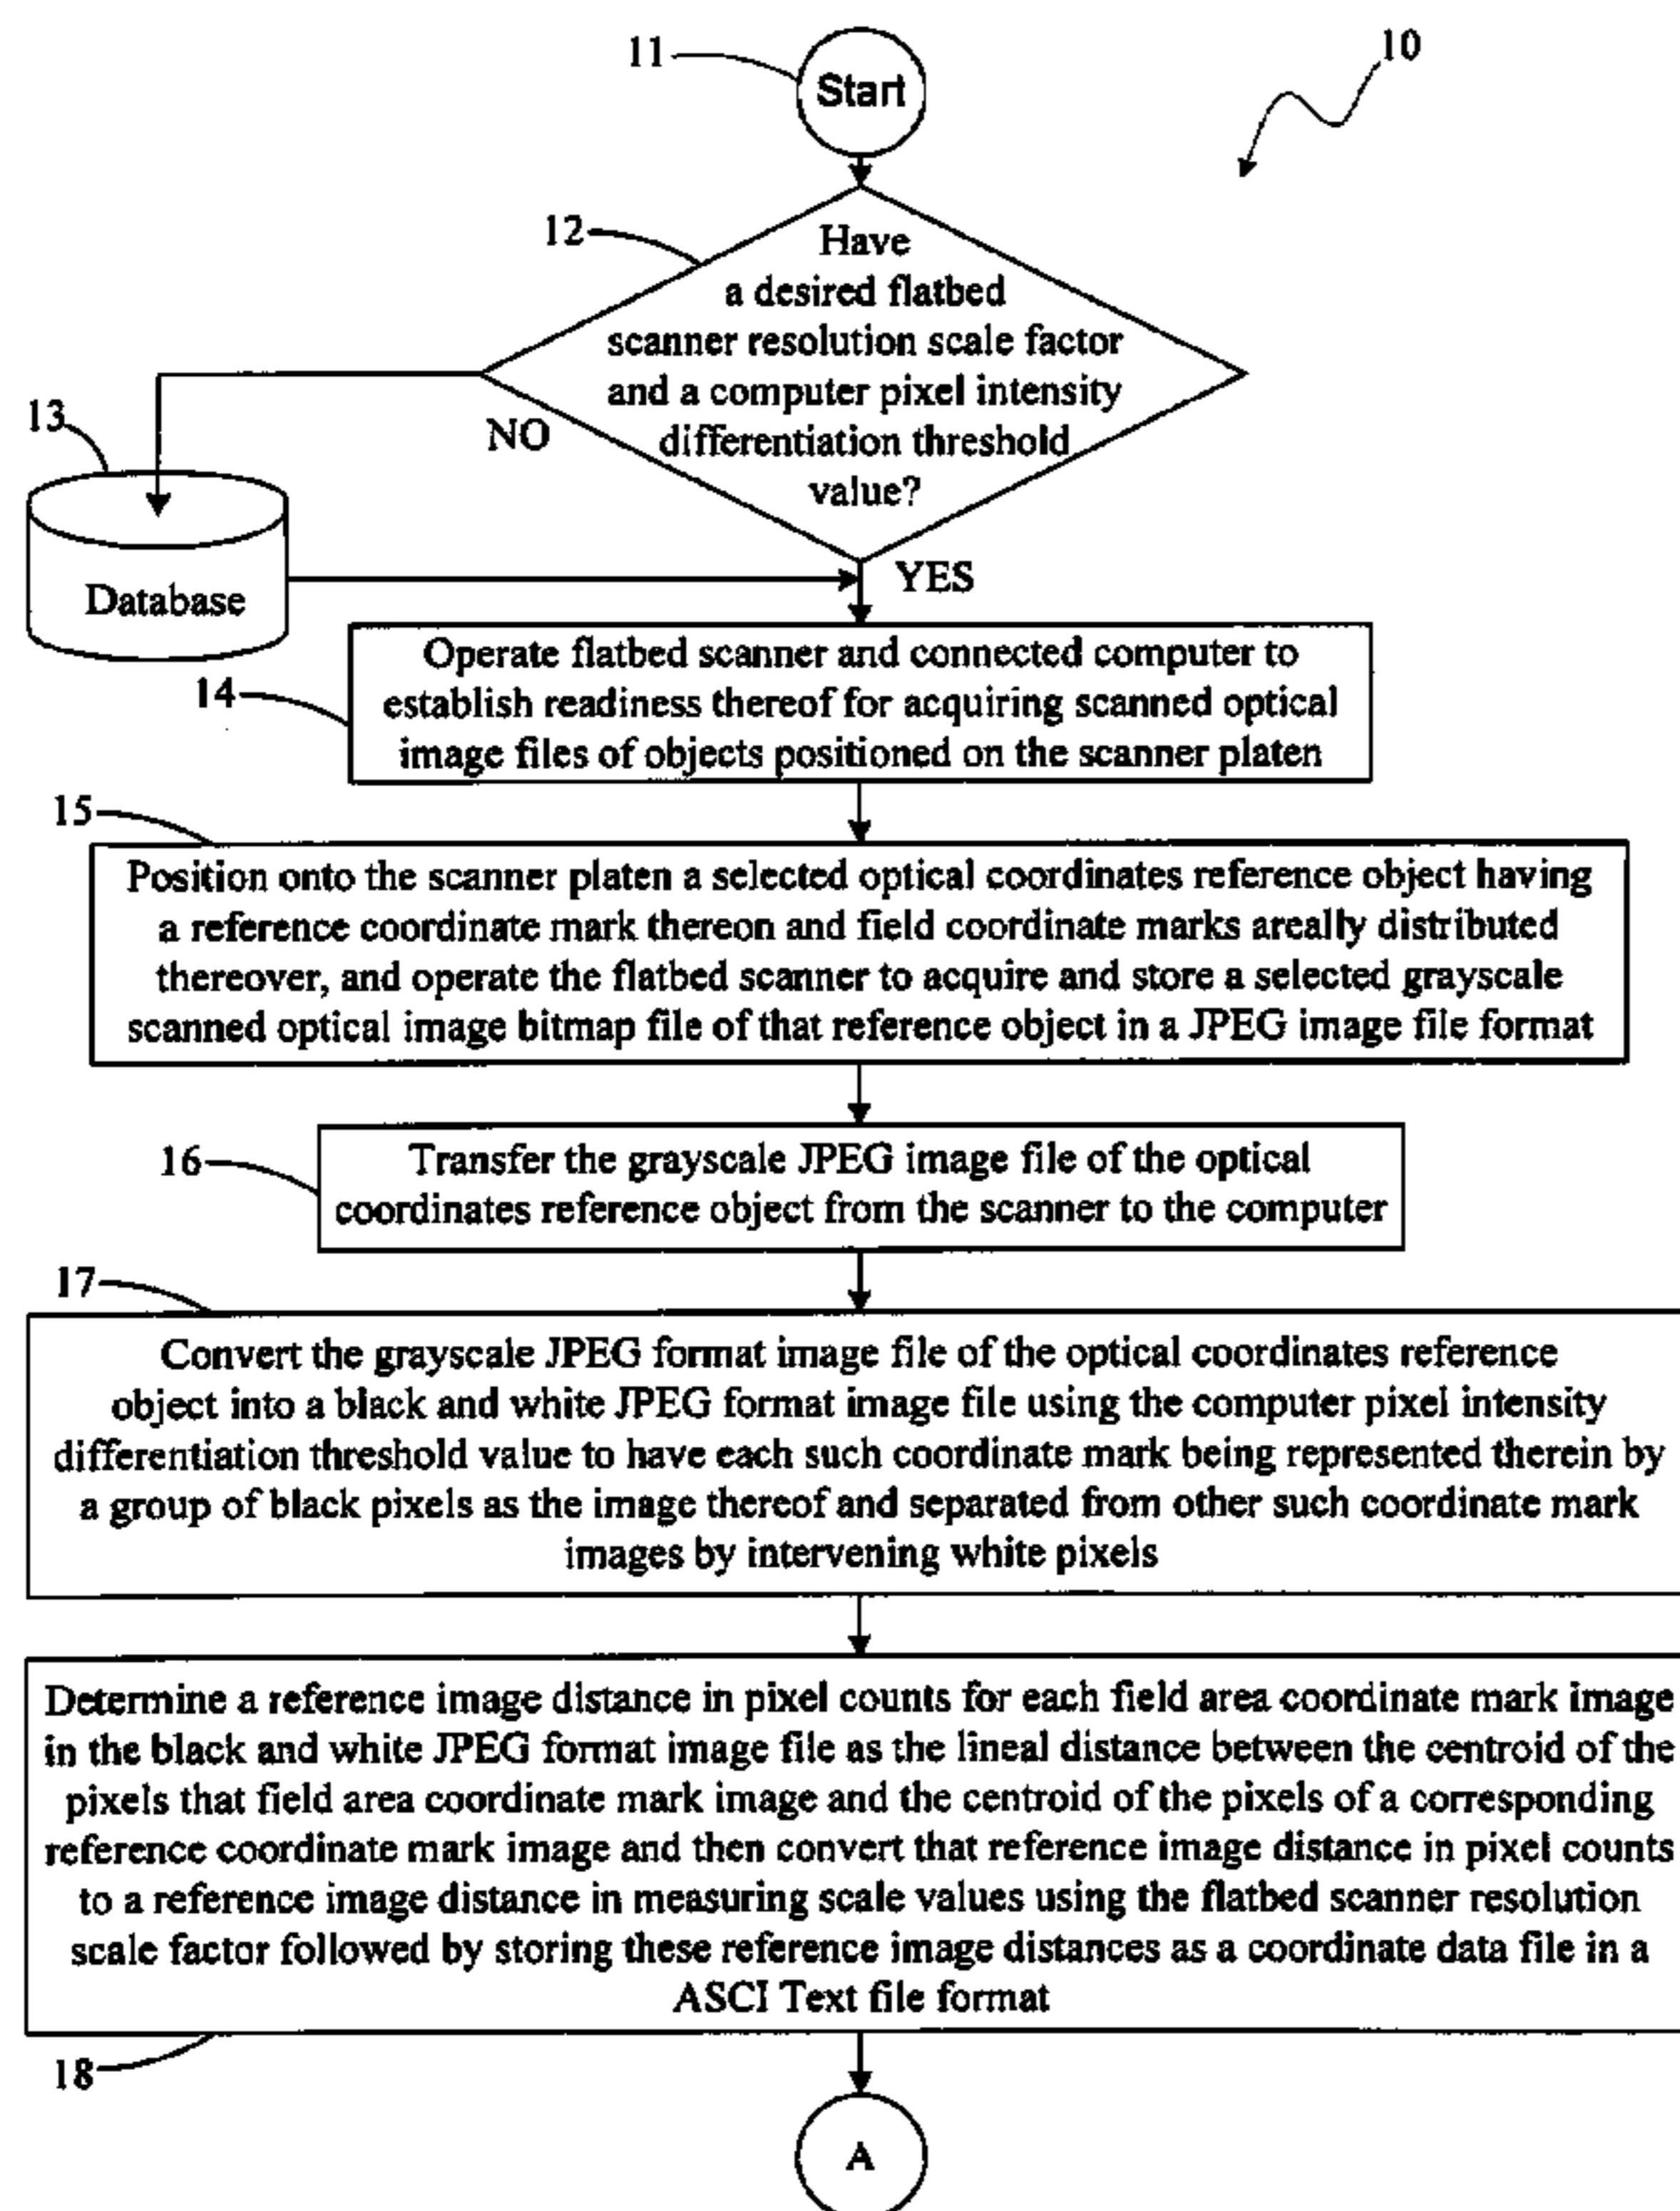 11
Start
10
12
Have
a desired flatbed
scanner resolution scale factor
and a computer pixel intensity
differentiation threshold
value?
NO
13
Database
YES
14
Operate flatbed scanner and connected computer to
establish readiness thereof for acquiring scanned optical
image files of objects positioned on the scanner platen
15
Position onto the scanner platen a selected optical coordinates reference object having
a reference coordinate mark thereon and field coordinate marks areally distributed
thereover, and operate the flatbed scanner to acquire and store a selected grayscale
scanned optical image bitmap file of that reference object in a JPEG image file format
16
Transfer the grayscale JPEG image file of the optical
coordinates reference object from the scanner to the computer
17
Convert the grayscale JPEG format image file of the optical coordinates reference
object into a black and white JPEG format image file using the computer pixel intensity
differentiation threshold value to have each such coordinate mark being represented therein by
a group of black pixels as the image thereof and separated from other such coordinate mark
images by intervening white pixels
Determine a reference image distance in pixel counts for each field area coordinate mark image
in the black and white JPEG format image file as the lineal distance between the centroid of the
pixels that field area coordinate mark image and the centroid of the pixels of a corresponding
reference coordinate mark image and then convert that reference image distance in pixel counts
to a reference image distance in measuring scale values using the flatbed scanner resolution
scale factor followed by storing these reference image distances as a coordinate data file in a
ASCI Text file format
18
A